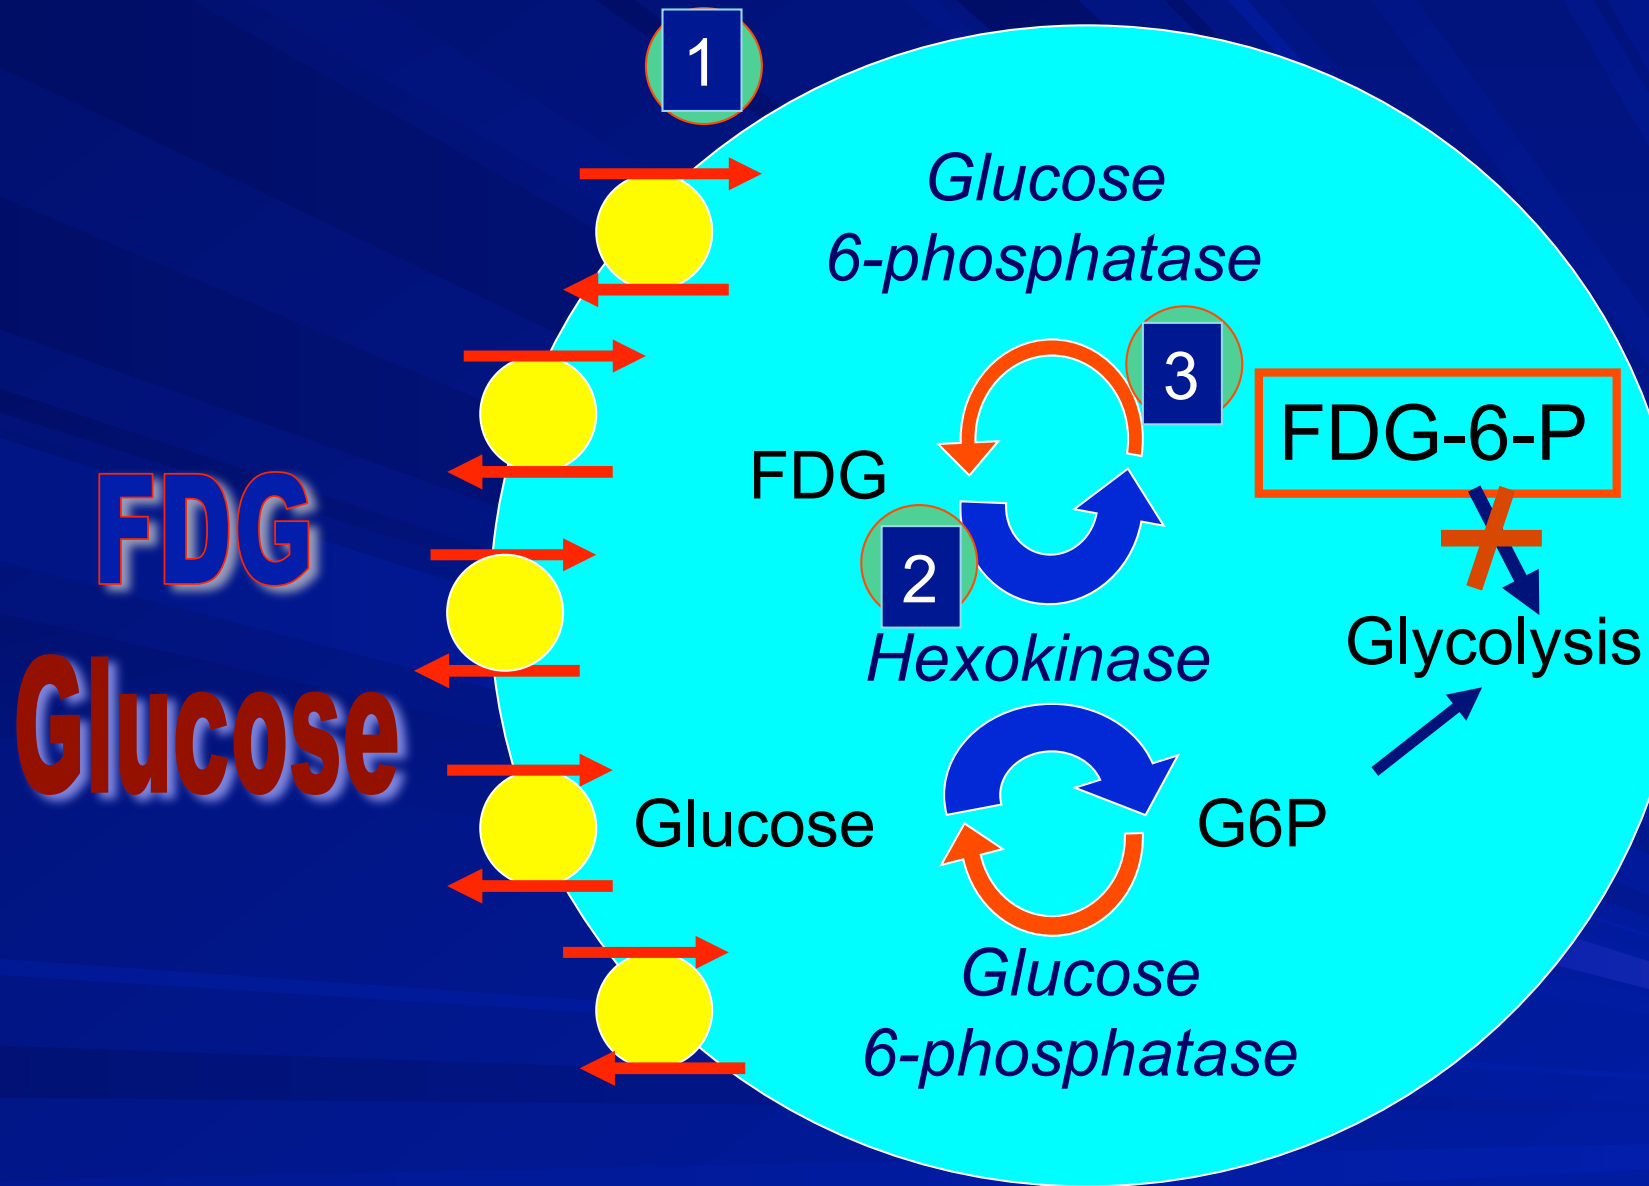 1
Glucose
6-phosphatase
3
FDG-6-P
FDG
FDG
2
Hexokinase
Glycolysis
Glucose
Glucose
G6P
Glucose
6-phosphatase